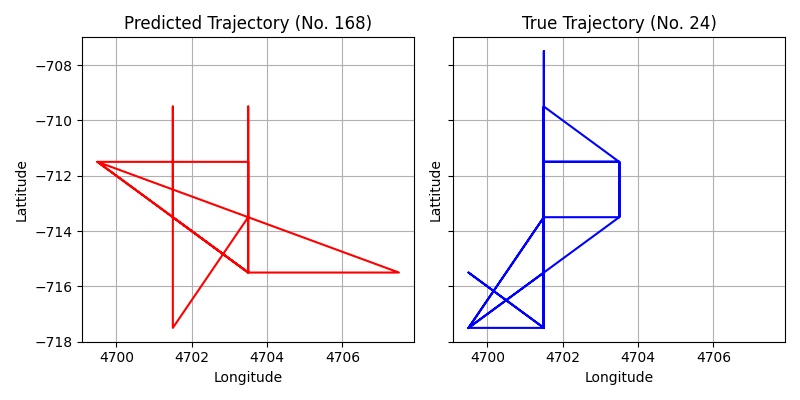 Predicted Trajectory (No. 168)
True Trajectory (No. 24)
−708
−710
−712
−714
−716
−718
Lattitude
Lattitude
4700
4702
4704
4706
4700
4702
4704
4706
Longitude
Longitude